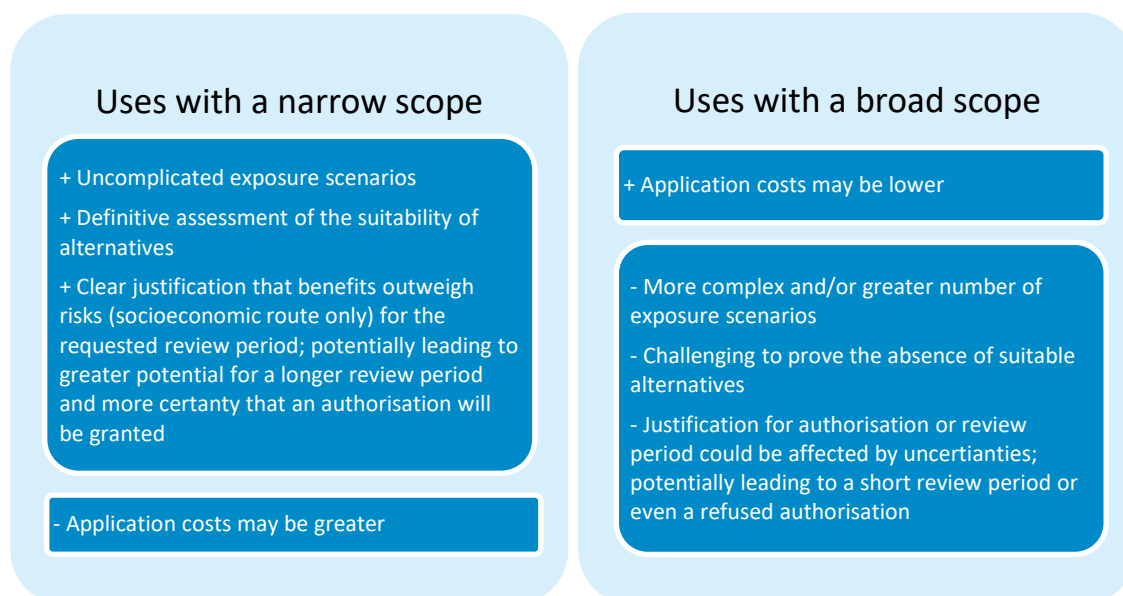 Uses with a narrow scope
+ Uncomplicated exposure scenarios
+ Definitive assessment of the suitability of
alternatives
+ Clear justification that benefits outweigh
risks (socioeconomic route only) for the
requested review period; potentially leading to
greater potential for a longer review period
and more certanty that an authorisation will
be granted
- Application costs may be greater
Uses with a broad scope
+ Application costs may be lower
- More complex and/or greater number of
exposure scenarios
- Challenging to prove the absence of suitable
alternatives
- Justification for authorisation or review
period could be affected by uncertianties;
potentially leading to a short review period or
even a refused authorisation